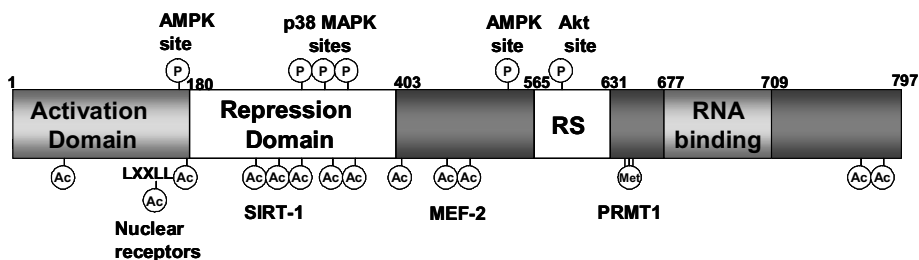 AMPK site
p38 MAPK sites
AMPK site
Akt site
P
P P P
P
P
1
180
403
565
631
677
709
797
Activation Domain
Repression Domain
RS
RNA binding
Ac
LXXLL
Ac
Ac
Ac Ac Ac Ac Ac
Ac
Ac Ac
Met
Ac Ac
Nuclear receptors
SIRT-1
MEF-2
PRMT1